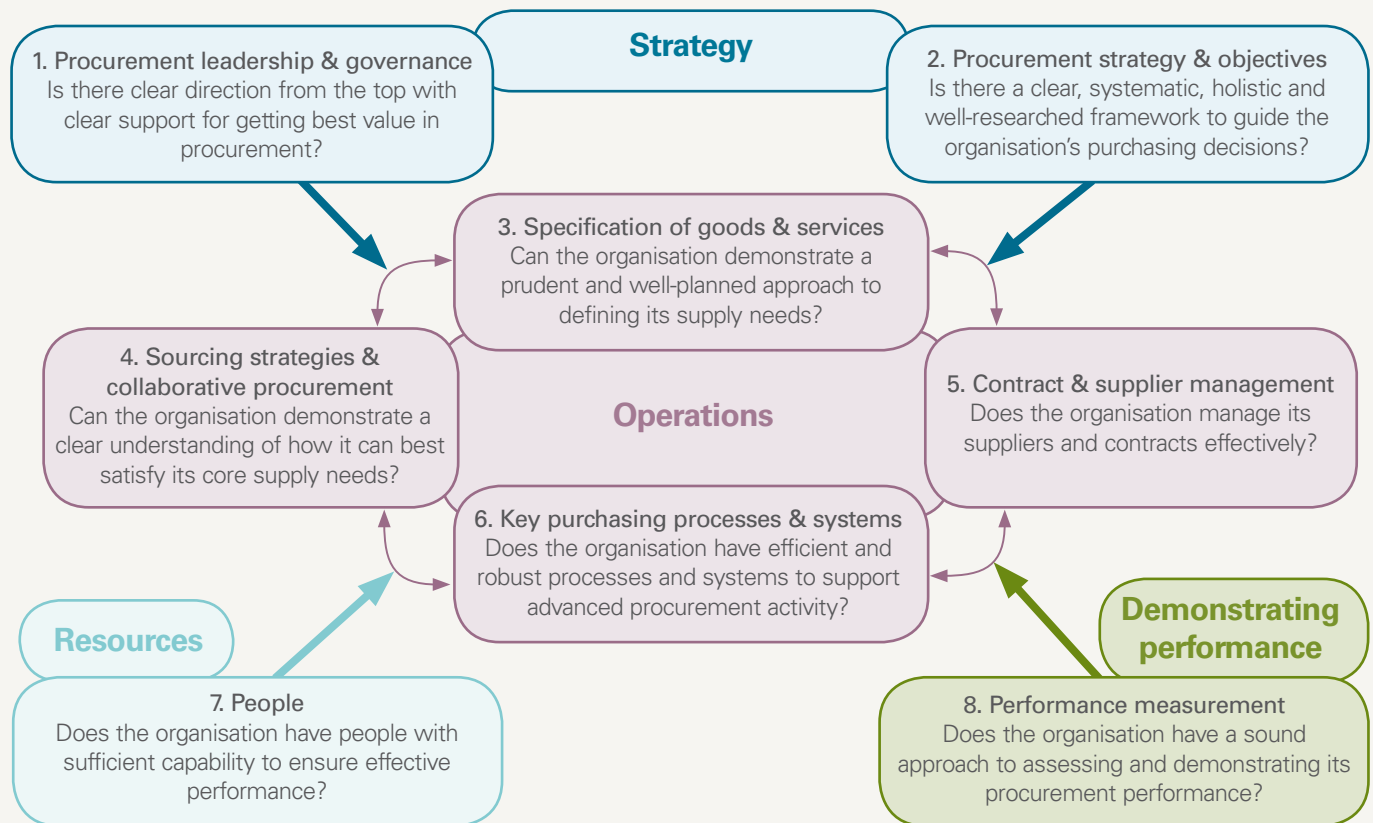 Strategy
1. Procurement leadership & governance
Is there clear direction from the top with
clear support for getting best value in
procurement?
2. Procurement strategy & objectives
Is there a clear, systematic, holistic and
well-researched framework to guide the
organisation's purchasing decisions?
3. Specification of goods & services
Can the organisation demonstrate a
prudent and well-planned approach to
defining its supply needs?
4. Sourcing strategies &
collaborative procurement
Can the organisation demonstrate a
clear understanding of how it can best
satisfy its core supply needs?
Operations
5. Contract & supplier management
Does the organisation manage its
suppliers and contracts effectively?
6. Key purchasing processes & systems
Does the organisation have efficient and
robust processes and systems to support
advanced procurement activity?
Resources
7. People
Does the organisation have people with
sufficient capability to ensure effective
performance?
Demonstrating
performance
8. Performance measurement
Does the organisation have a sound
approach to assessing and demonstrating its
procurement performance?